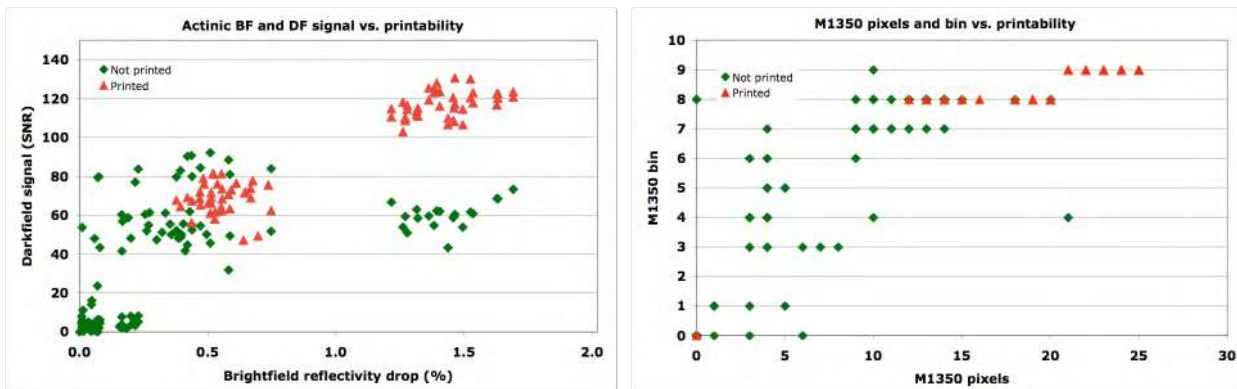 Actinic BF and DF signal vs. printability
140
120
100
80
60
40
20
0
Darkfield signal (SNR)
Not printed
Printed
0.0 0.5 1.0 1.5 2.0
Brightfield reflectivity drop (%)
M1350 pixels and bin vs. printability
10
9
8
7
6
5
4
3
2
1
0
M1350 bin
Not printed
Printed
0 5 10 15 20 25 30
M1350 pixels